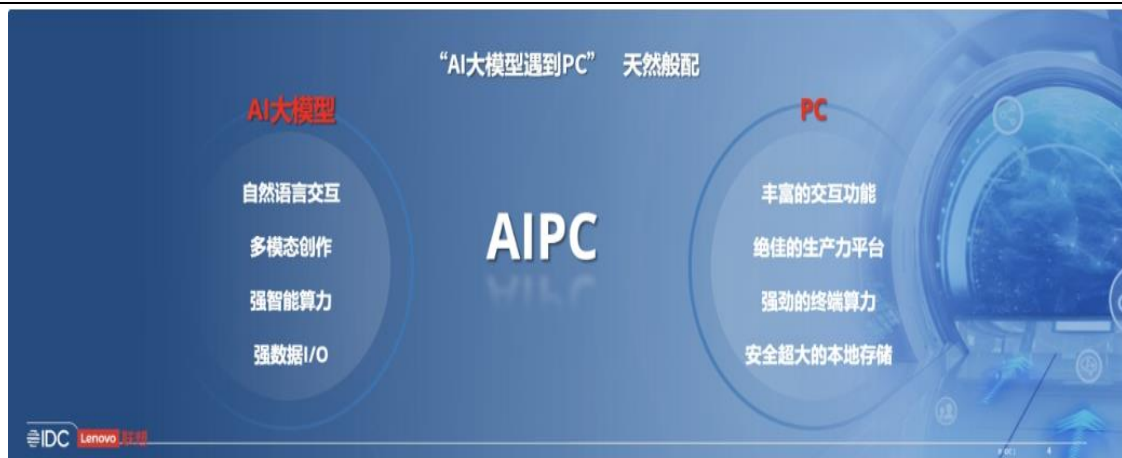 “AI大模型遇到PC” 天然般配
AI大模型
自然语言交互
多模态创作
强智能算力
强数据I/O
AIPC
PC
丰富的交互功能
绝佳的生产力平台
强劲的终端算力
安全超大的本地存储
IDC Lenovo 联想
4